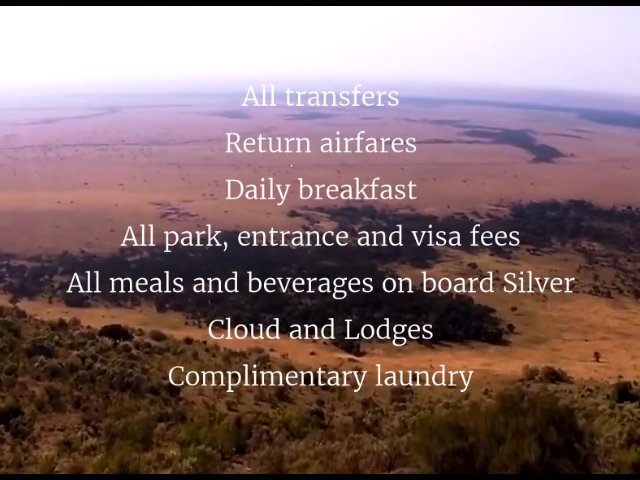 All transfers
Return airfares
Daily breakfast
All park, entrance and visa fees
All meals and beverages on board Silver
Cloud and Lodges
Complimentary laundry